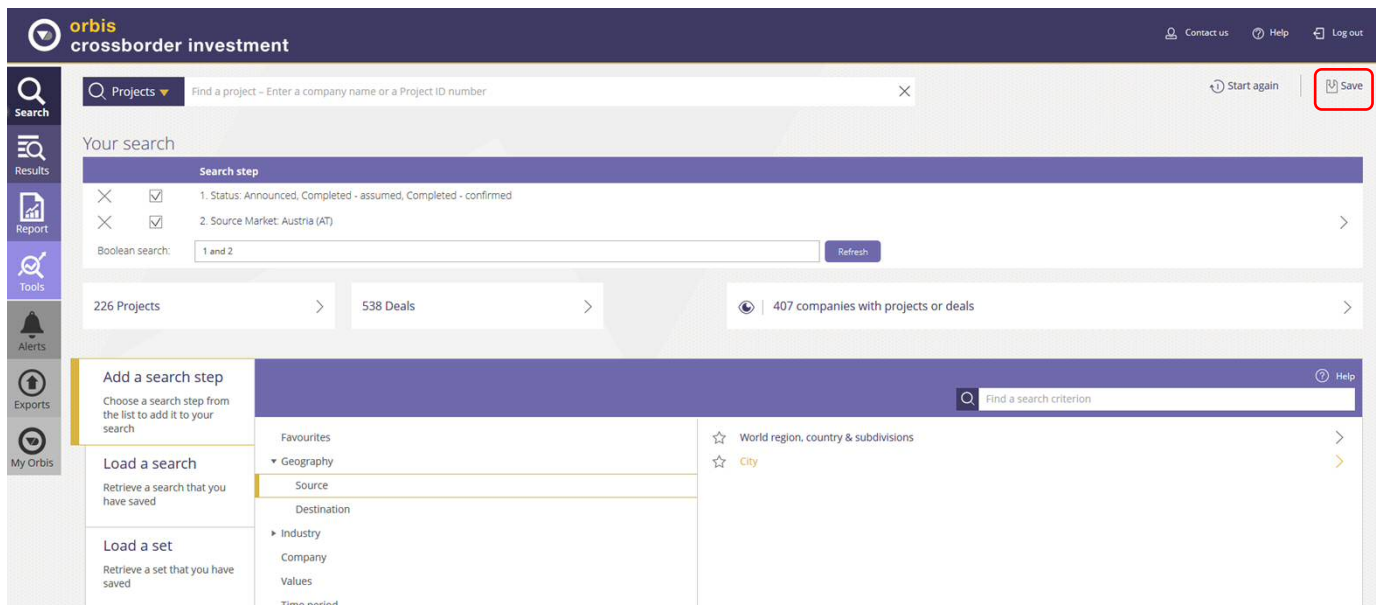 orbis
crossborder investment
Contact us
Help
Log out
Search
Results
Report
Tools
Alerts
Exports
My Orbis
Projects
Find a project – Enter a company name or a Project ID number
Start again
Save
Your search
Search step
1. Status: Announced, Completed - assumed, Completed - confirmed
2. Source Market: Austria (AT)
Boolean search:
1 and 2
Refresh
226 Projects
538 Deals
407 companies with projects or deals
Add a search step
Choose a search step from
the list to add it to your
search
Load a search
Retrieve a search that you
have saved
Load a set
Retrieve a set that you have
saved
Help
Find a search criterion
Favourites
Geography
Source
Destination
Industry
Company
Values
Time period
World region, country & subdivisions
City